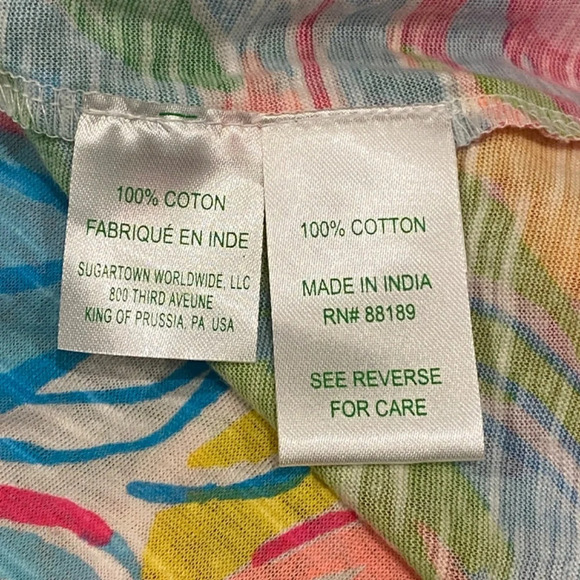 100% COTON
FABRIQUÉ EN INDE
SUGARTOWN WORLDWIDE, LLC
800 THIRD AVEUNE
KING OF PRUSSIA, PA USA
100% COTTON
MADE IN INDIA
RN# 88189
SEE REVERSE
FOR CARE